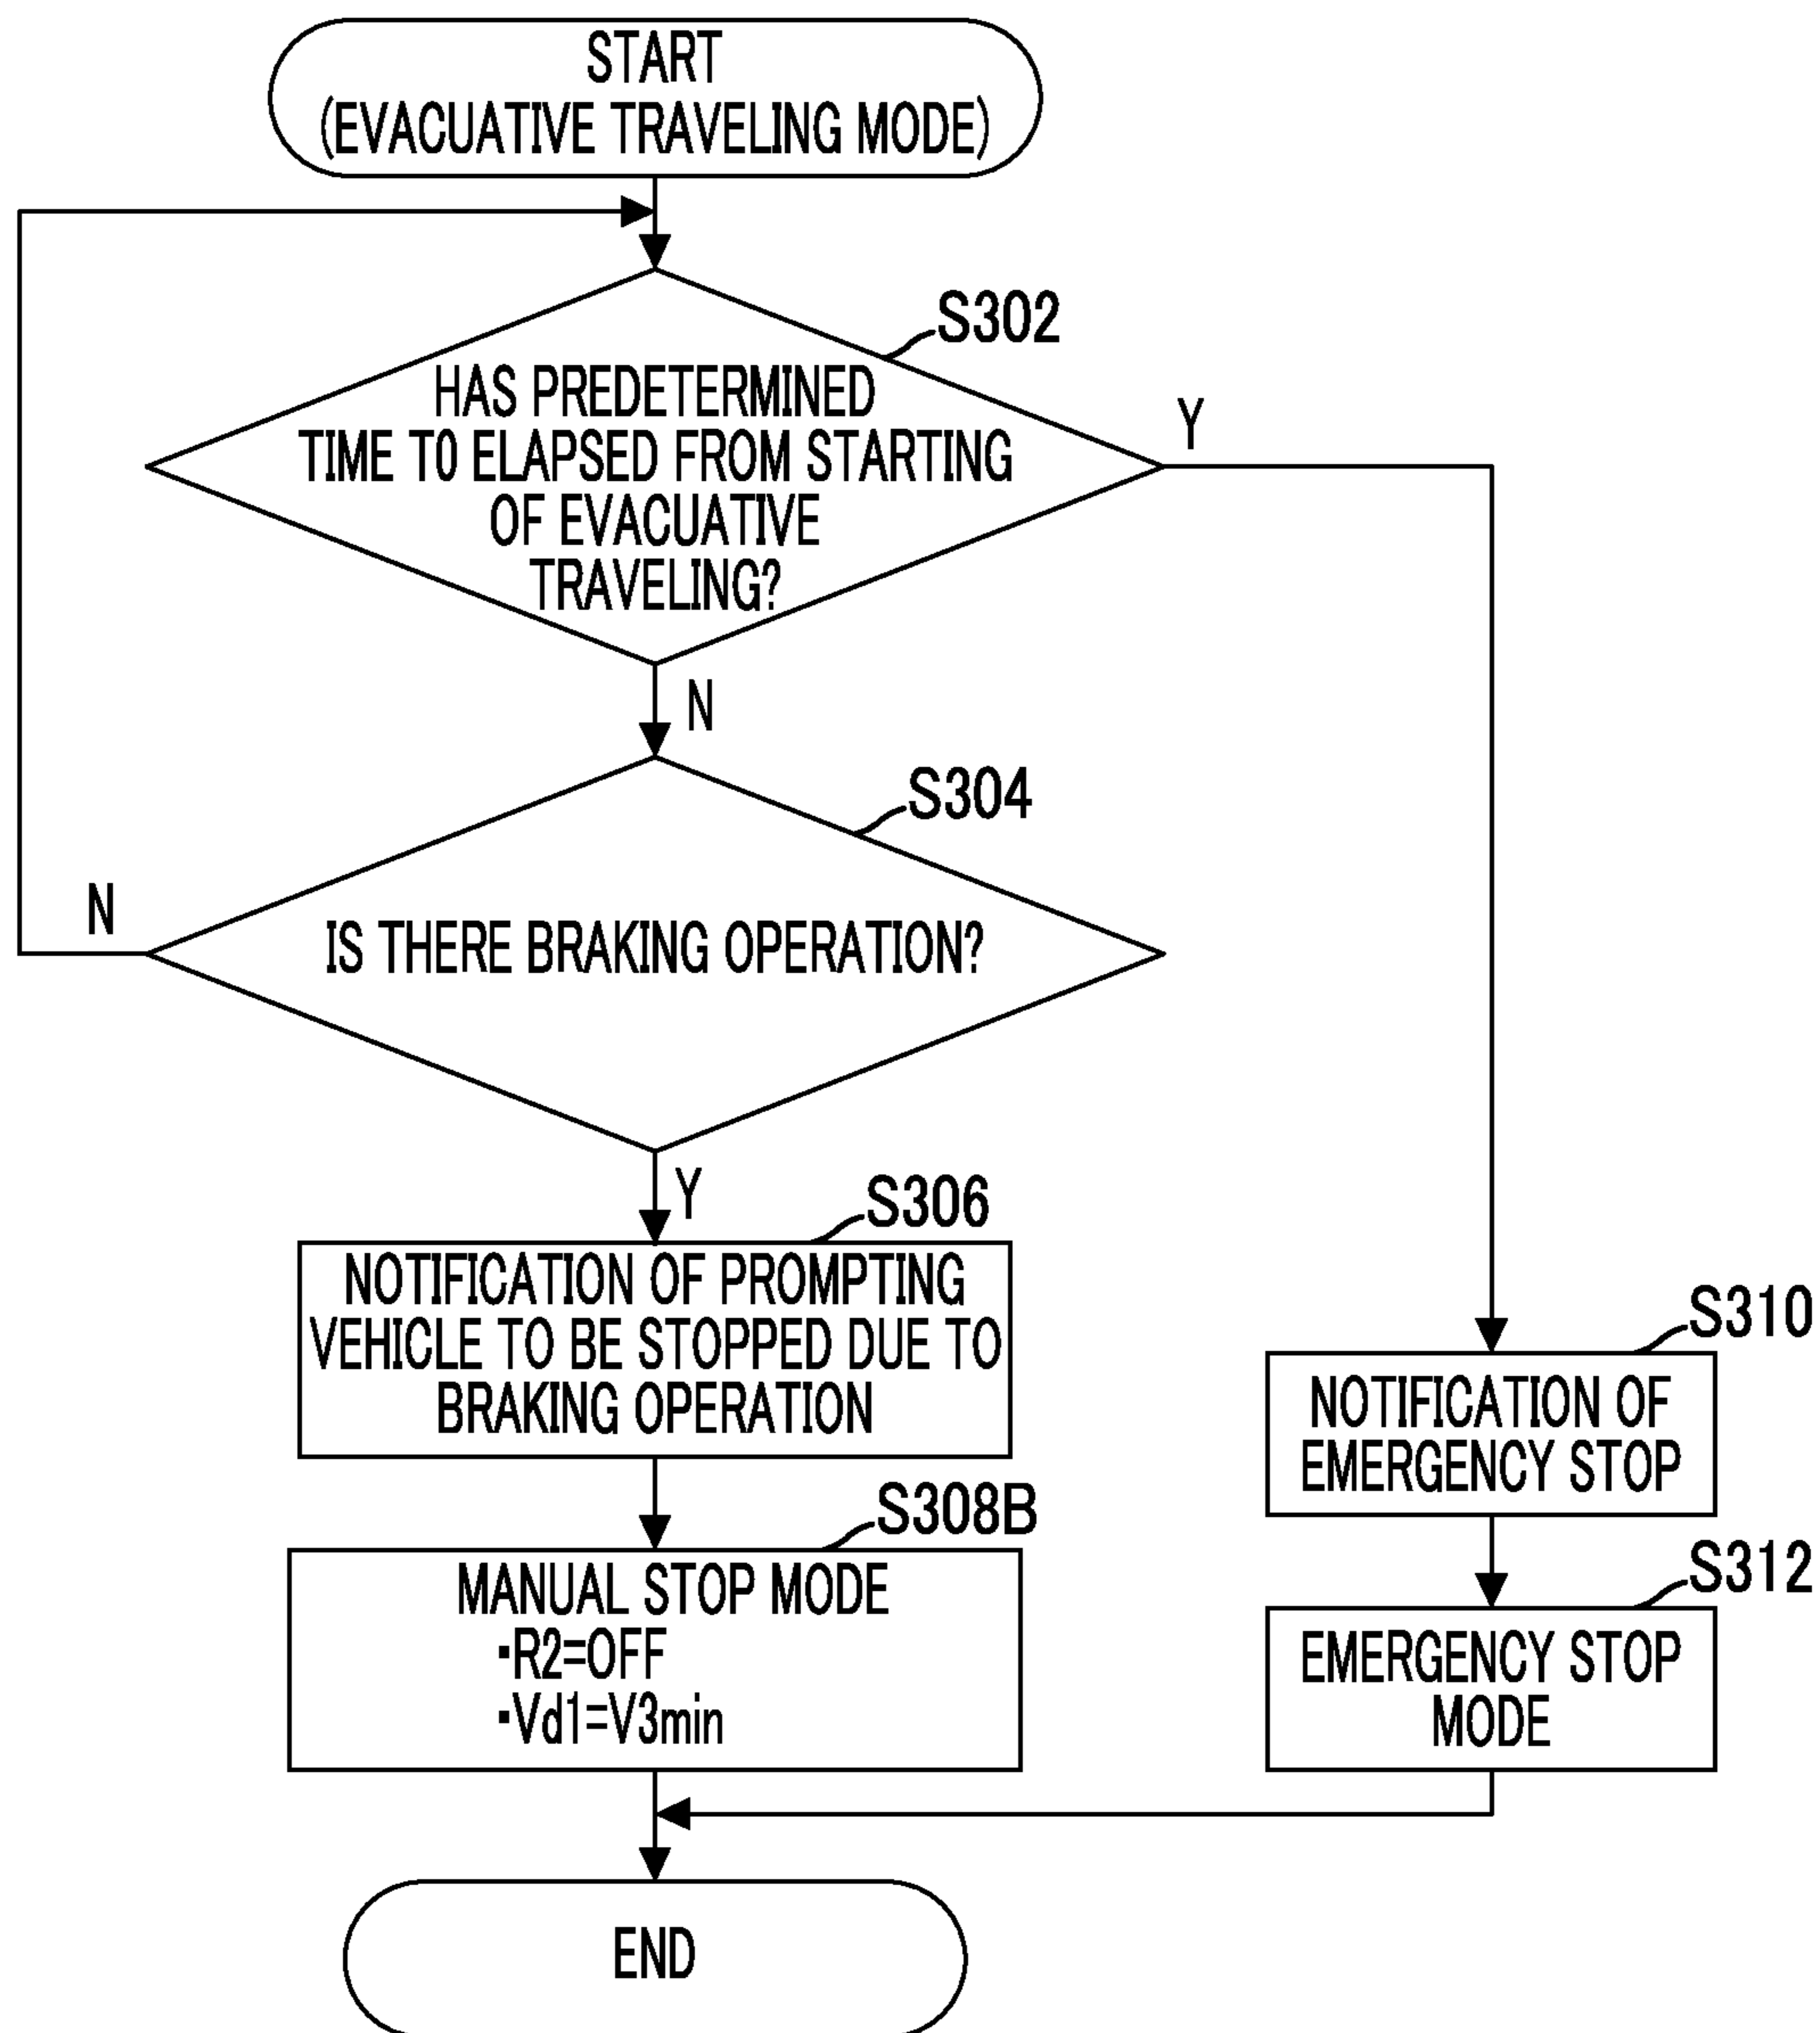 START
(EVACUATIVE TRAVELING MODE)
S302
HAS PREDETERMINED
TIME T0 ELAPSED FROM STARTING
OF EVACUATIVE
TRAVELING?
Y
N
S304
IS THERE BRAKING OPERATION?
N
Y
S306
NOTIFICATION OF PROMPTING
VEHICLE TO BE STOPPED DUE TO
BRAKING OPERATION
S310
NOTIFICATION OF
EMERGENCY STOP
S308B
MANUAL STOP MODE
・R2=OFF
・Vd1=V3min
S312
EMERGENCY STOP
MODE
END